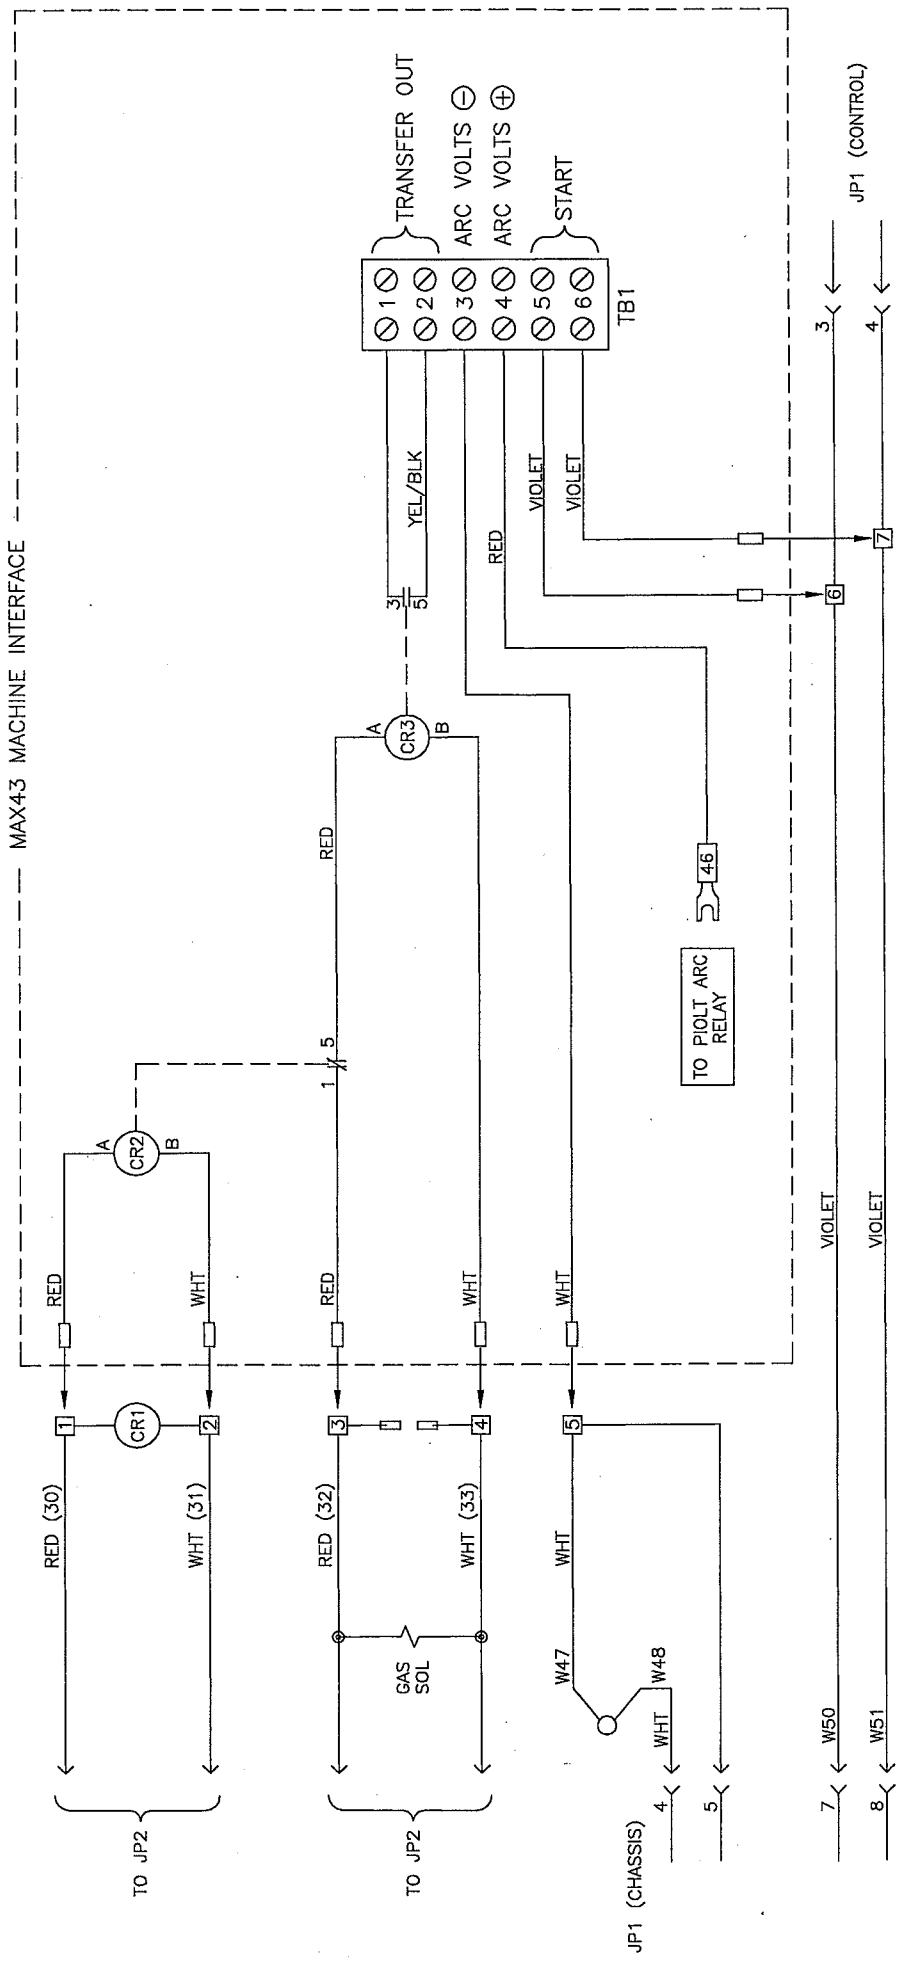 MAX43 MACHINE INTERFACE
TO JP2
RED (30)
WHT (31)
1
CR1
2
RED
WHT
A
CR2
B
TO JP2
GAS
SOL
RED (32)
WHT (33)
3
4
RED
WHT
1
5
RED
A
CR3
B
3
5
YEL/BLK
1
2
3
4
5
6
TB1
TRANSFER OUT
ARC VOLTS ⊖
ARC VOLTS ⊕
START
JP1 (CHASSIS)
4
5
WHT
W48
W47
WHT
5
WHT
TO PIOLT ARC
RELAY
46
RED
VIOLET
VIOLET
7
W50
VIOLET
6
3
8
W51
VIOLET
7
4
JP1 (CONTROL)